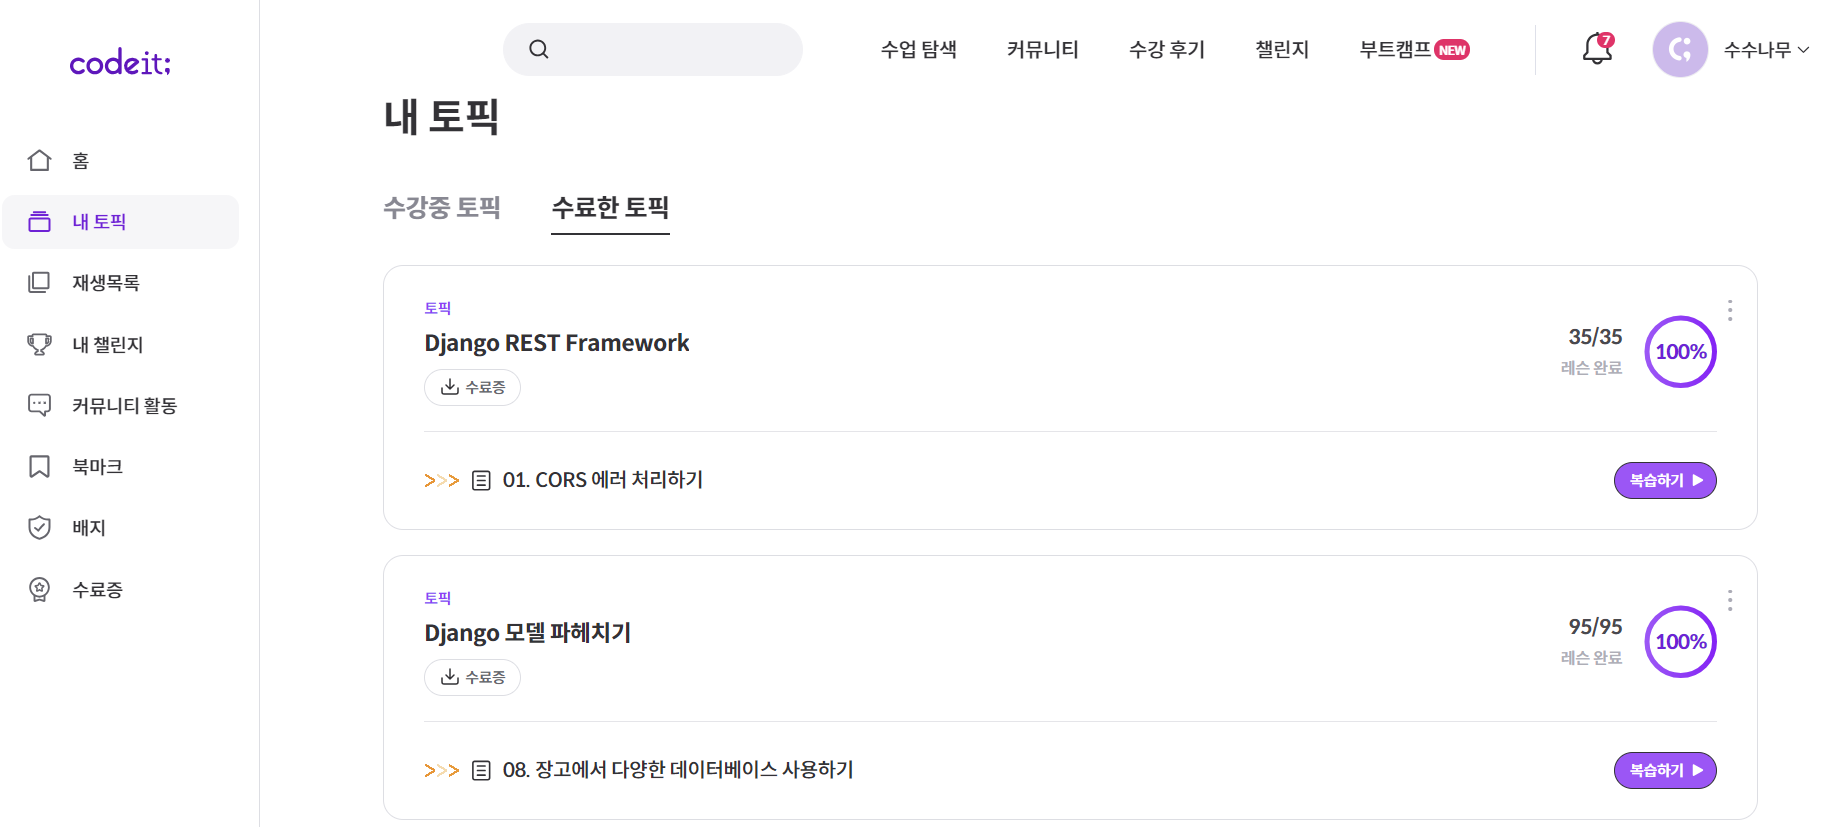 codeit;
수업 탐색
커뮤니티
수강 후기
챌린지
부트캠프 NEW
7
수수나무
홈
내 토픽
재생목록
내 챌린지
커뮤니티 활동
북마크
배지
수료증
내 토픽
수강중 토픽
수료한 토픽
토픽
Django REST Framework
수료증
35/35
레슨 완료
100%
01. CORS 에러 처리하기
복습하기
토픽
Django 모델 파헤치기
수료증
95/95
레슨 완료
100%
08. 장고에서 다양한 데이터베이스 사용하기
복습하기